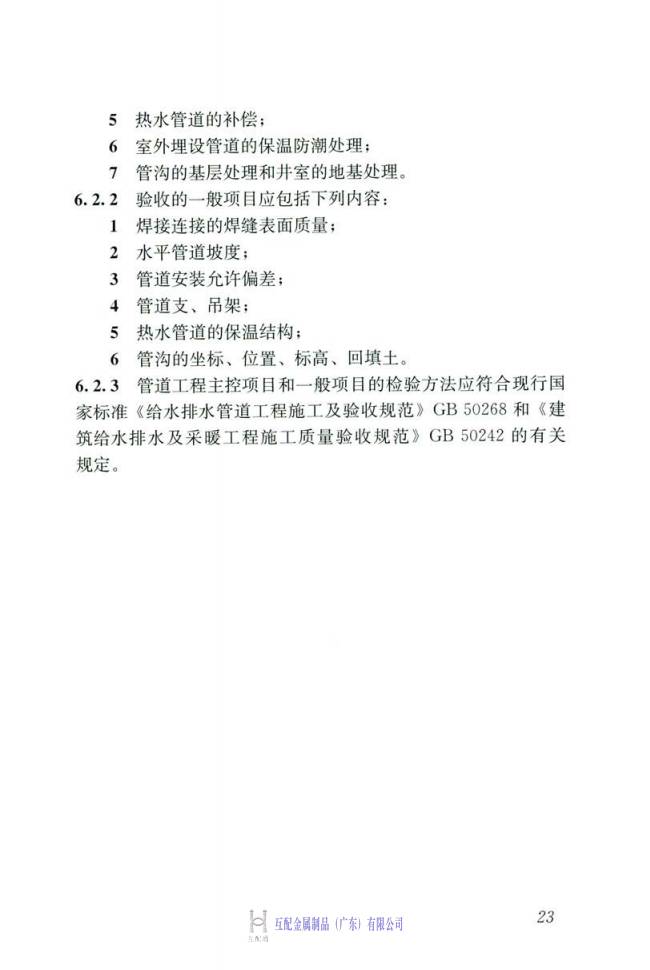 5 热水管道的补偿；
6 室外埋设管道的保温防潮处理；
7 管沟的基层处理和井室的地基处理。
6.2.2 验收的一般项目应包括下列内容：
1 焊接连接的焊缝表面质量；
2 水平管道坡度；
3 管道安装允许偏差；
4 管道支、吊架；
5 热水管道的保温结构；
6 管沟的坐标、位置、标高、回填土。
6.2.3 管道工程主控项目和一般项目的检验方法应符合现行国
家标准《给水排水管道工程施工及验收规范》GB 50268 和《建
筑给水排水及采暖工程施工质量验收规范》GB 50242 的有关
规定。
23
互配金属制品（广东）有限公司
互配通